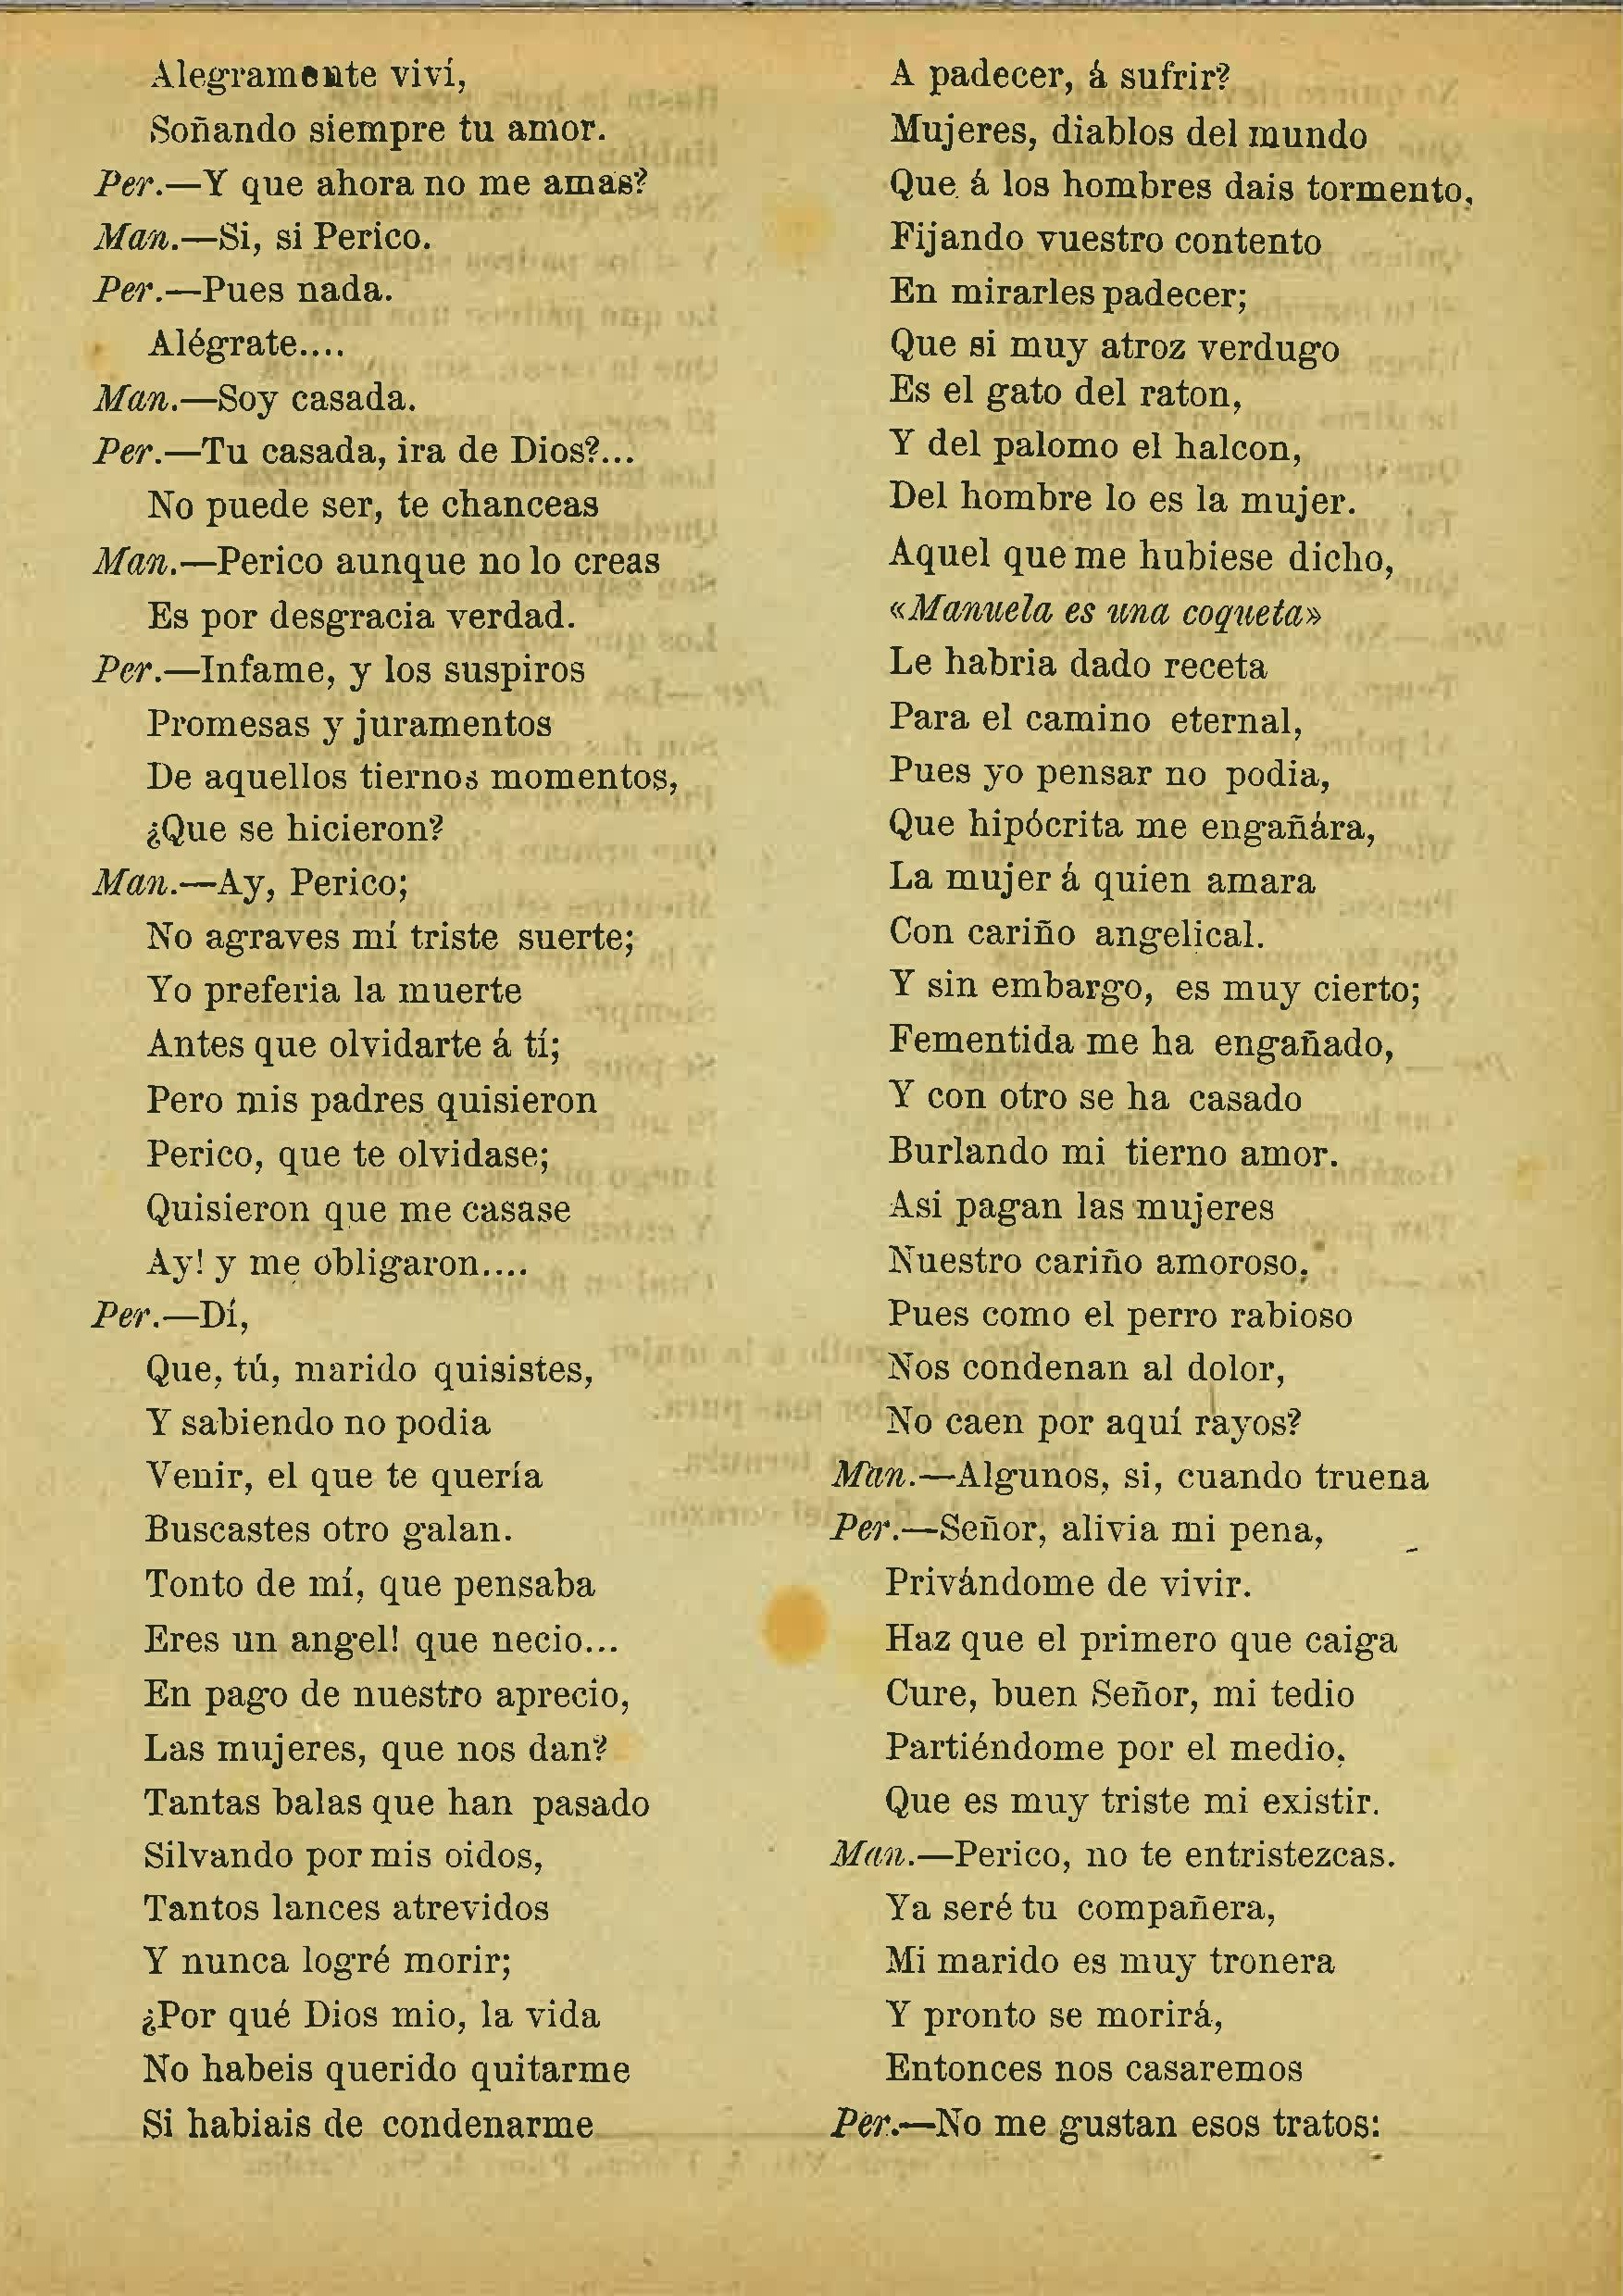 Alegramente viví,
Soñando siempre tu amor.
Per.—Y que ahora no me amas?
Man.—Si, si Perico.
Per.—Pues nada.
Alégrate....
Man.—Soy casada.
Per.—Tu casada, ira de Dios?...
No puede ser, te chanceas
Man.—Perico aunque no lo creas
Es por desgracia verdad.
Per.—Infame, y los suspiros
Promesas y juramentos
De aquellos tiernos momentos,
¿Que se hicieron?
Man.—Ay, Perico;
No agraves mí triste suerte;
Yo preferia la muerte
Antes que olvidarte á tí;
Pero mis padres quisieron
Perico, que te olvidase;
Quisieron que me casase
Ay! y me obligaron....
Per.—Dí,
Que, tú, marido quisistes,
Y sabiendo no podia
Venir, el que te quería
Buscastes otro galan.
Tonto de mí, que pensaba
Eres un angel! que necio...
En pago de nuestro aprecio,
Las mujeres, que nos dan?
Tantas balas que han pasado
Silvando por mis oidos,
Tantos lances atrevidos
Y nunca logré morir;
¿Por qué Dios mio, la vida
No habeis querido quitarme
Si habiais de condenarme
A padecer, á sufrir?
Mujeres, diablos del mundo
Que á los hombres dais tormento,
Fijando vuestro contento
En mirarles padecer;
Que si muy atroz verdugo
Es el gato del raton,
Y del palomo el halcon,
Del hombre lo es la mujer.
Aquel que me hubiese dicho,
«Manuela es una coqueta»
Le habria dado receta
Para el camino eternal,
Pues yo pensar no podia,
Que hipócrita me engañára,
La mujer á quien amara
Con cariño angelical.
Y sin embargo, es muy cierto;
Fementida me ha engañado,
Y con otro se ha casado
Burlando mi tierno amor.
Asi pagan las mujeres
Nuestro cariño amoroso,
Pues como el perro rabioso
Nos condenan al dolor,
No caen por aquí rayos?
Man.—Algunos, si, cuando truena
Per.—Señor, alivia mi pena,
Privándome de vivir.
Haz que el primero que caiga
Cure, buen Señor, mi tedio
Partiéndome por el medio,
Que es muy triste mi existir.
Man.—Perico, no te entristezcas.
Ya seré tu compañera,
Mi marido es muy tronera
Y pronto se morirá,
Entonces nos casaremos
Per.—No me gustan esos tratos: